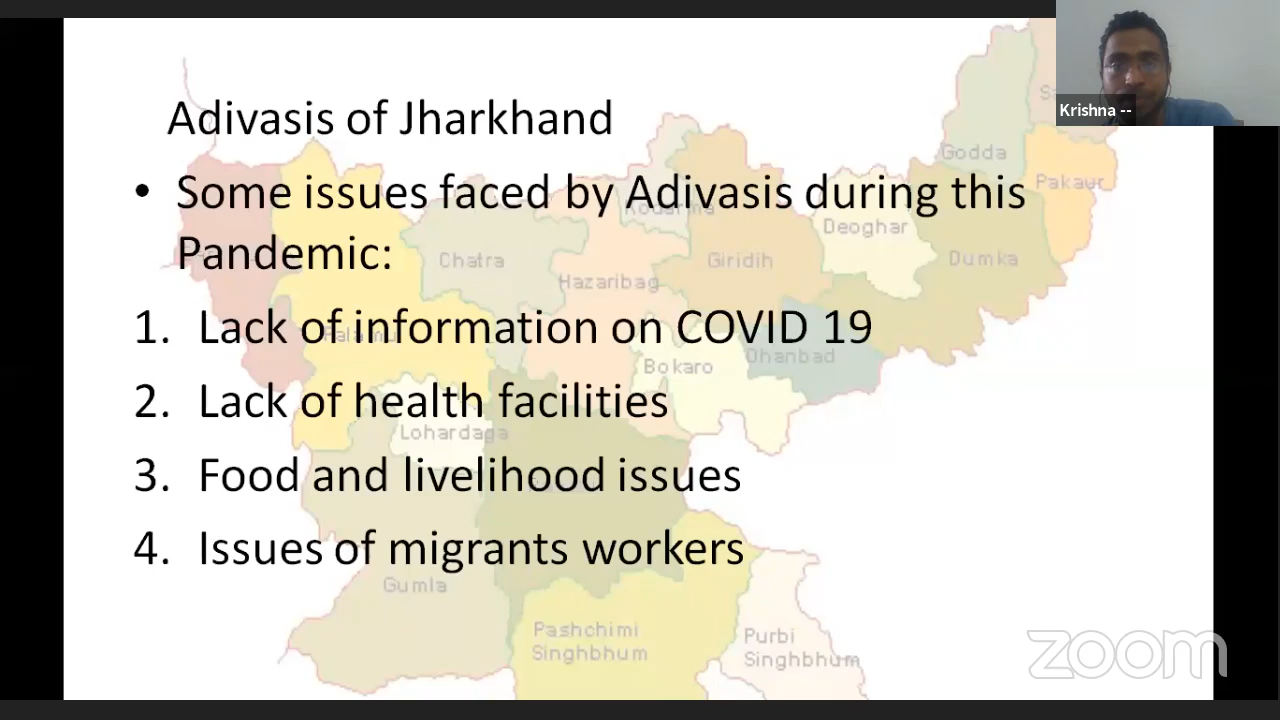 Krishna --
Adivasis of Jharkhand
• Some issues faced by Adivasis during this
Pandemic:
1. Lack of information on COVID 19
2. Lack of health facilities
3. Food and livelihood issues
4. Issues of migrants workers
Godda
Pakaur
Kodarma
Deoghar
Chatra
Giridih
Dumka
Hazaribag
Palamu
Bokaro
Dhanbad
Lohardaga
Gumla
Pashchimi
Singhbhum
Purbi
Singhbhum
zoom